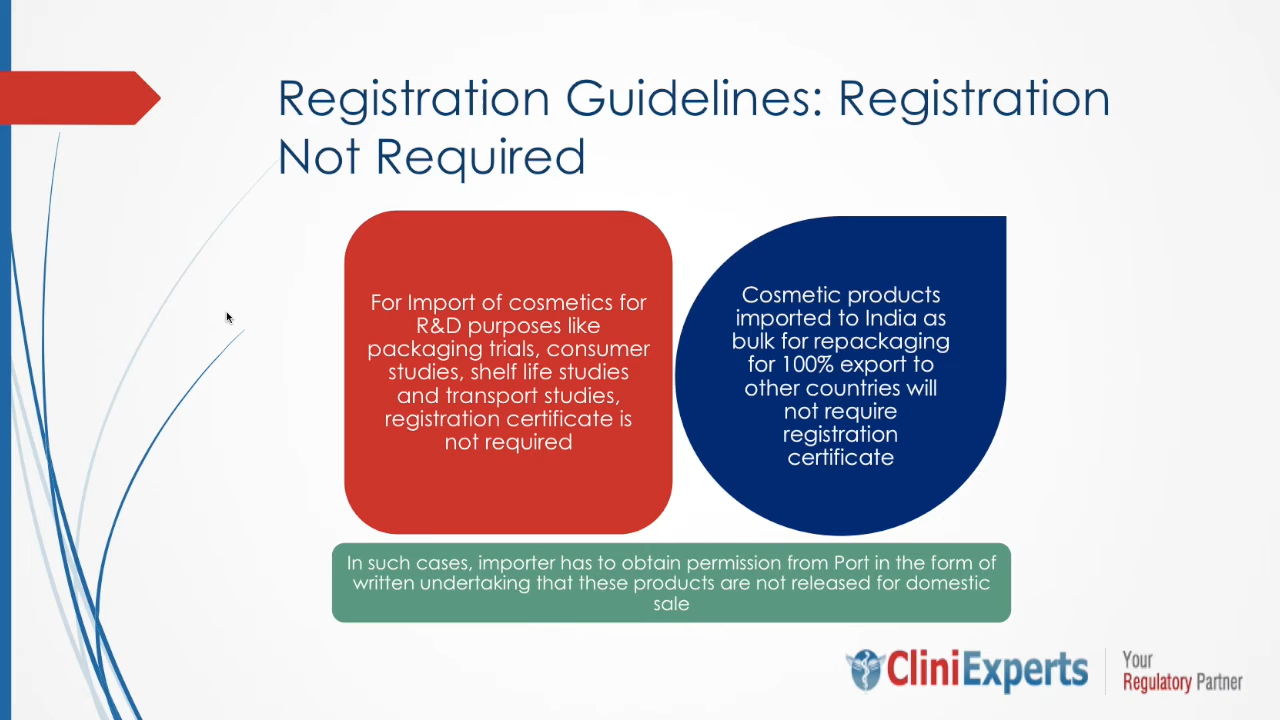 Registration Guidelines: Registration
Not Required
For Import of cosmetics for
R&D purposes like
packaging trials, consumer
studies, shelf life studies
and transport studies,
registration certificate is
not required
Cosmetic products
imported to India as
bulk for repackaging
for 100% export to
other countries will
not require
registration
certificate
In such cases, importer has to obtain permission from Port in the form of
written undertaking that these products are not released for domestic
sale
CliniExperts
Your
Regulatory Partner